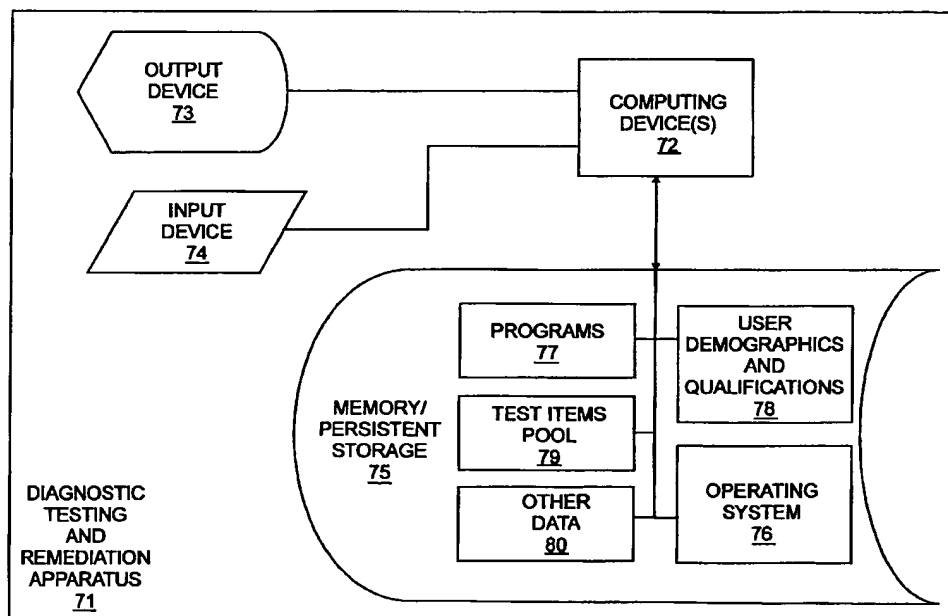 OUTPUT
DEVICE
73
COMPUTING
DEVICE(S)
72
INPUT
DEVICE
74
PROGRAMS
77
USER
DEMOGRAPHICS
AND
QUALIFICATIONS
78
MEMORY/
PERSISTENT
STORAGE
75
TEST ITEMS
POOL
79
OTHER
DATA
80
OPERATING
SYSTEM
76
DIAGNOSTIC
TESTING
AND
REMEDIATION
APPARATUS
71